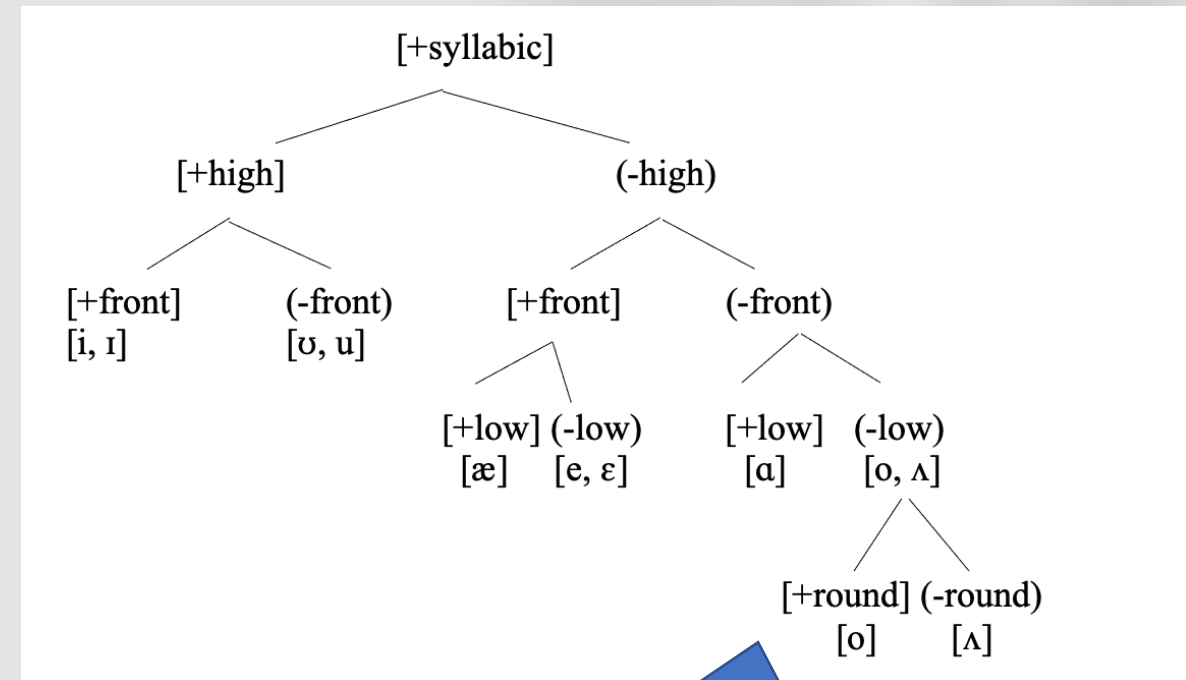 [+syllabic]
[+high] (-high)
[+front] (-front) [+front] (-front)
[i, ɪ] [ʊ, u]
[+low] (-low) [+low] (-low)
[æ] [e, ɛ] [ɑ] [o, ʌ]
[+round] (-round)
[o] [ʌ]